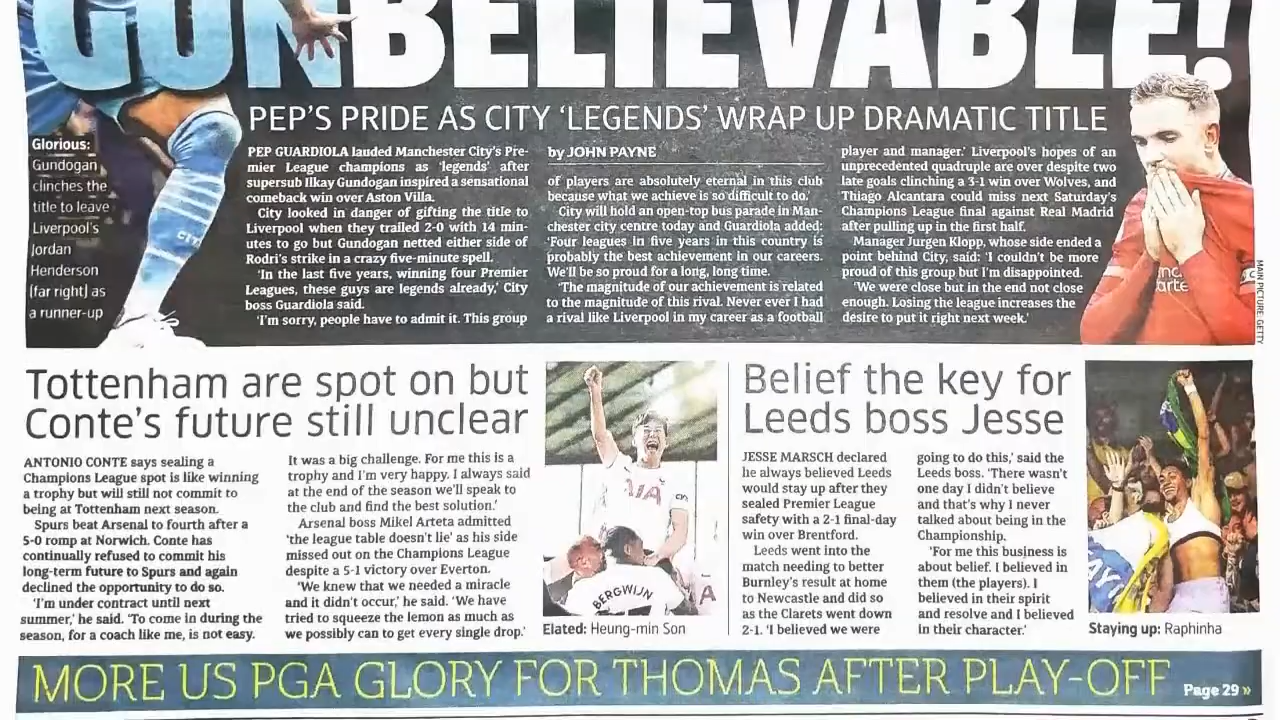 GUNBELIEVABLE!
PEP'S PRIDE AS CITY 'LEGENDS' WRAP UP DRAMATIC TITLE
Glorious:
Gundogan
clinches the
title to leave
Liverpool's
Jordan
Henderson
(far right) as
a runner-up
PEP GUARDIOLA lauded Manchester City's Pre-
mier League champions as 'legends' after
supersub Ilkay Gundogan inspired a sensational
comeback win over Aston Villa.
City looked in danger of gifting the title to
Liverpool when they trailed 2-0 with 14 min-
utes to go but Gundogan netted either side of
Rodri's strike in a crazy five-minute spell.
'In the last five years, winning four Premier
Leagues, these guys are legends already,' City
boss Guardiola said.
'I'm sorry, people have to admit it. This group
by JOHN PAYNE
of players are absolutely eternal in this club
because what we achieve is so difficult to do.'
City will hold an open-top bus parade in Man-
chester city centre today and Guardiola added:
'Four leagues in five years in this country is
probably the best achievement in our careers.
We'll be so proud for a long, long time.
'The magnitude of our achievement is related
to the magnitude of this rival. Never ever I had
a rival like Liverpool in my career as a football
player and manager.' Liverpool's hopes of an
unprecedented quadruple are over despite two
late goals clinching a 3-1 win over Wolves, and
Thiago Alcantara could miss next Saturday's
Champions League final against Real Madrid
after pulling up in the first half.
Manager Jurgen Klopp, whose side ended a
point behind City, said: 'I couldn't be more
proud of this group but I'm disappointed.
'We were close but in the end not close
enough. Losing the league increases the
desire to put it right next week.'
MAIN PICTURE: GETTY
Tottenham are spot on but
Conte's future still unclear
ANTONIO CONTE says sealing a
Champions League spot is like winning
a trophy but will still not commit to
being at Tottenham next season.
Spurs beat Arsenal to fourth after a
5-0 romp at Norwich. Conte has
continually refused to commit his
long-term future to Spurs and again
declined the opportunity to do so.
'I'm under contract until next
summer,' he said. 'To come in during the
season, for a coach like me, is not easy.
It was a big challenge. For me this is a
trophy and I'm very happy. I always said
at the end of the season we'll speak to
the club and find the best solution.'
Arsenal boss Mikel Arteta admitted
'the league table doesn't lie' as his side
missed out on the Champions League
despite a 5-1 victory over Everton.
'We knew that we needed a miracle
and it didn't occur,' he said. 'We have
tried to squeeze the lemon as much as
we possibly can to get every single drop.'
AIA
BERGWIJN
Elated: Heung-min Son
Belief the key for
Leeds boss Jesse
JESSE MARSCH declared
he always believed Leeds
would stay up after they
sealed Premier League
safety with a 2-1 final-day
win over Brentford.
Leeds went into the
match needing to better
Burnley's result at home
to Newcastle and did so
as the Clarets went down
2-1. 'I believed we were
going to do this,' said the
Leeds boss. 'There wasn't
one day I didn't believe
and that's why I never
talked about being in the
Championship.
'For me this business is
about belief. I believed in
them (the players). I
believed in their spirit
and resolve and I believed
in their character.'
Staying up: Raphinha
MORE US PGA GLORY FOR THOMAS AFTER PLAY-OFF Page 29 »